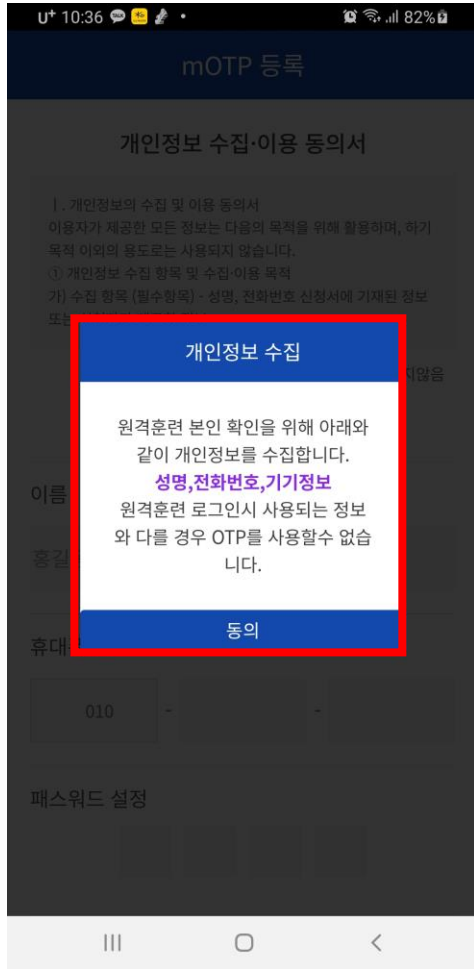 U⁺ 10:36 82%
mOTP 등록
개인정보 수집·이용 동의서
Ⅰ. 개인정보의 수집 및 이용 동의서
이용자가 제공한 모든 정보는 다음의 목적을 위해 활용하며, 하기
목적 이외의 용도로는 사용되지 않습니다.
① 개인정보 수집 항목 및 수집·이용 목적
가) 수집 항목 (필수항목) - 성명, 전화번호 신청서에 기재된 정보
또는
지않음
개인정보 수집
원격훈련 본인 확인을 위해 아래와
같이 개인정보를 수집합니다.
성명,전화번호,기기정보
원격훈련 로그인시 사용되는 정보
와 다를 경우 OTP를 사용할수 없습
니다.
동의
이름
홍길
휴대
010 - -
패스워드 설정